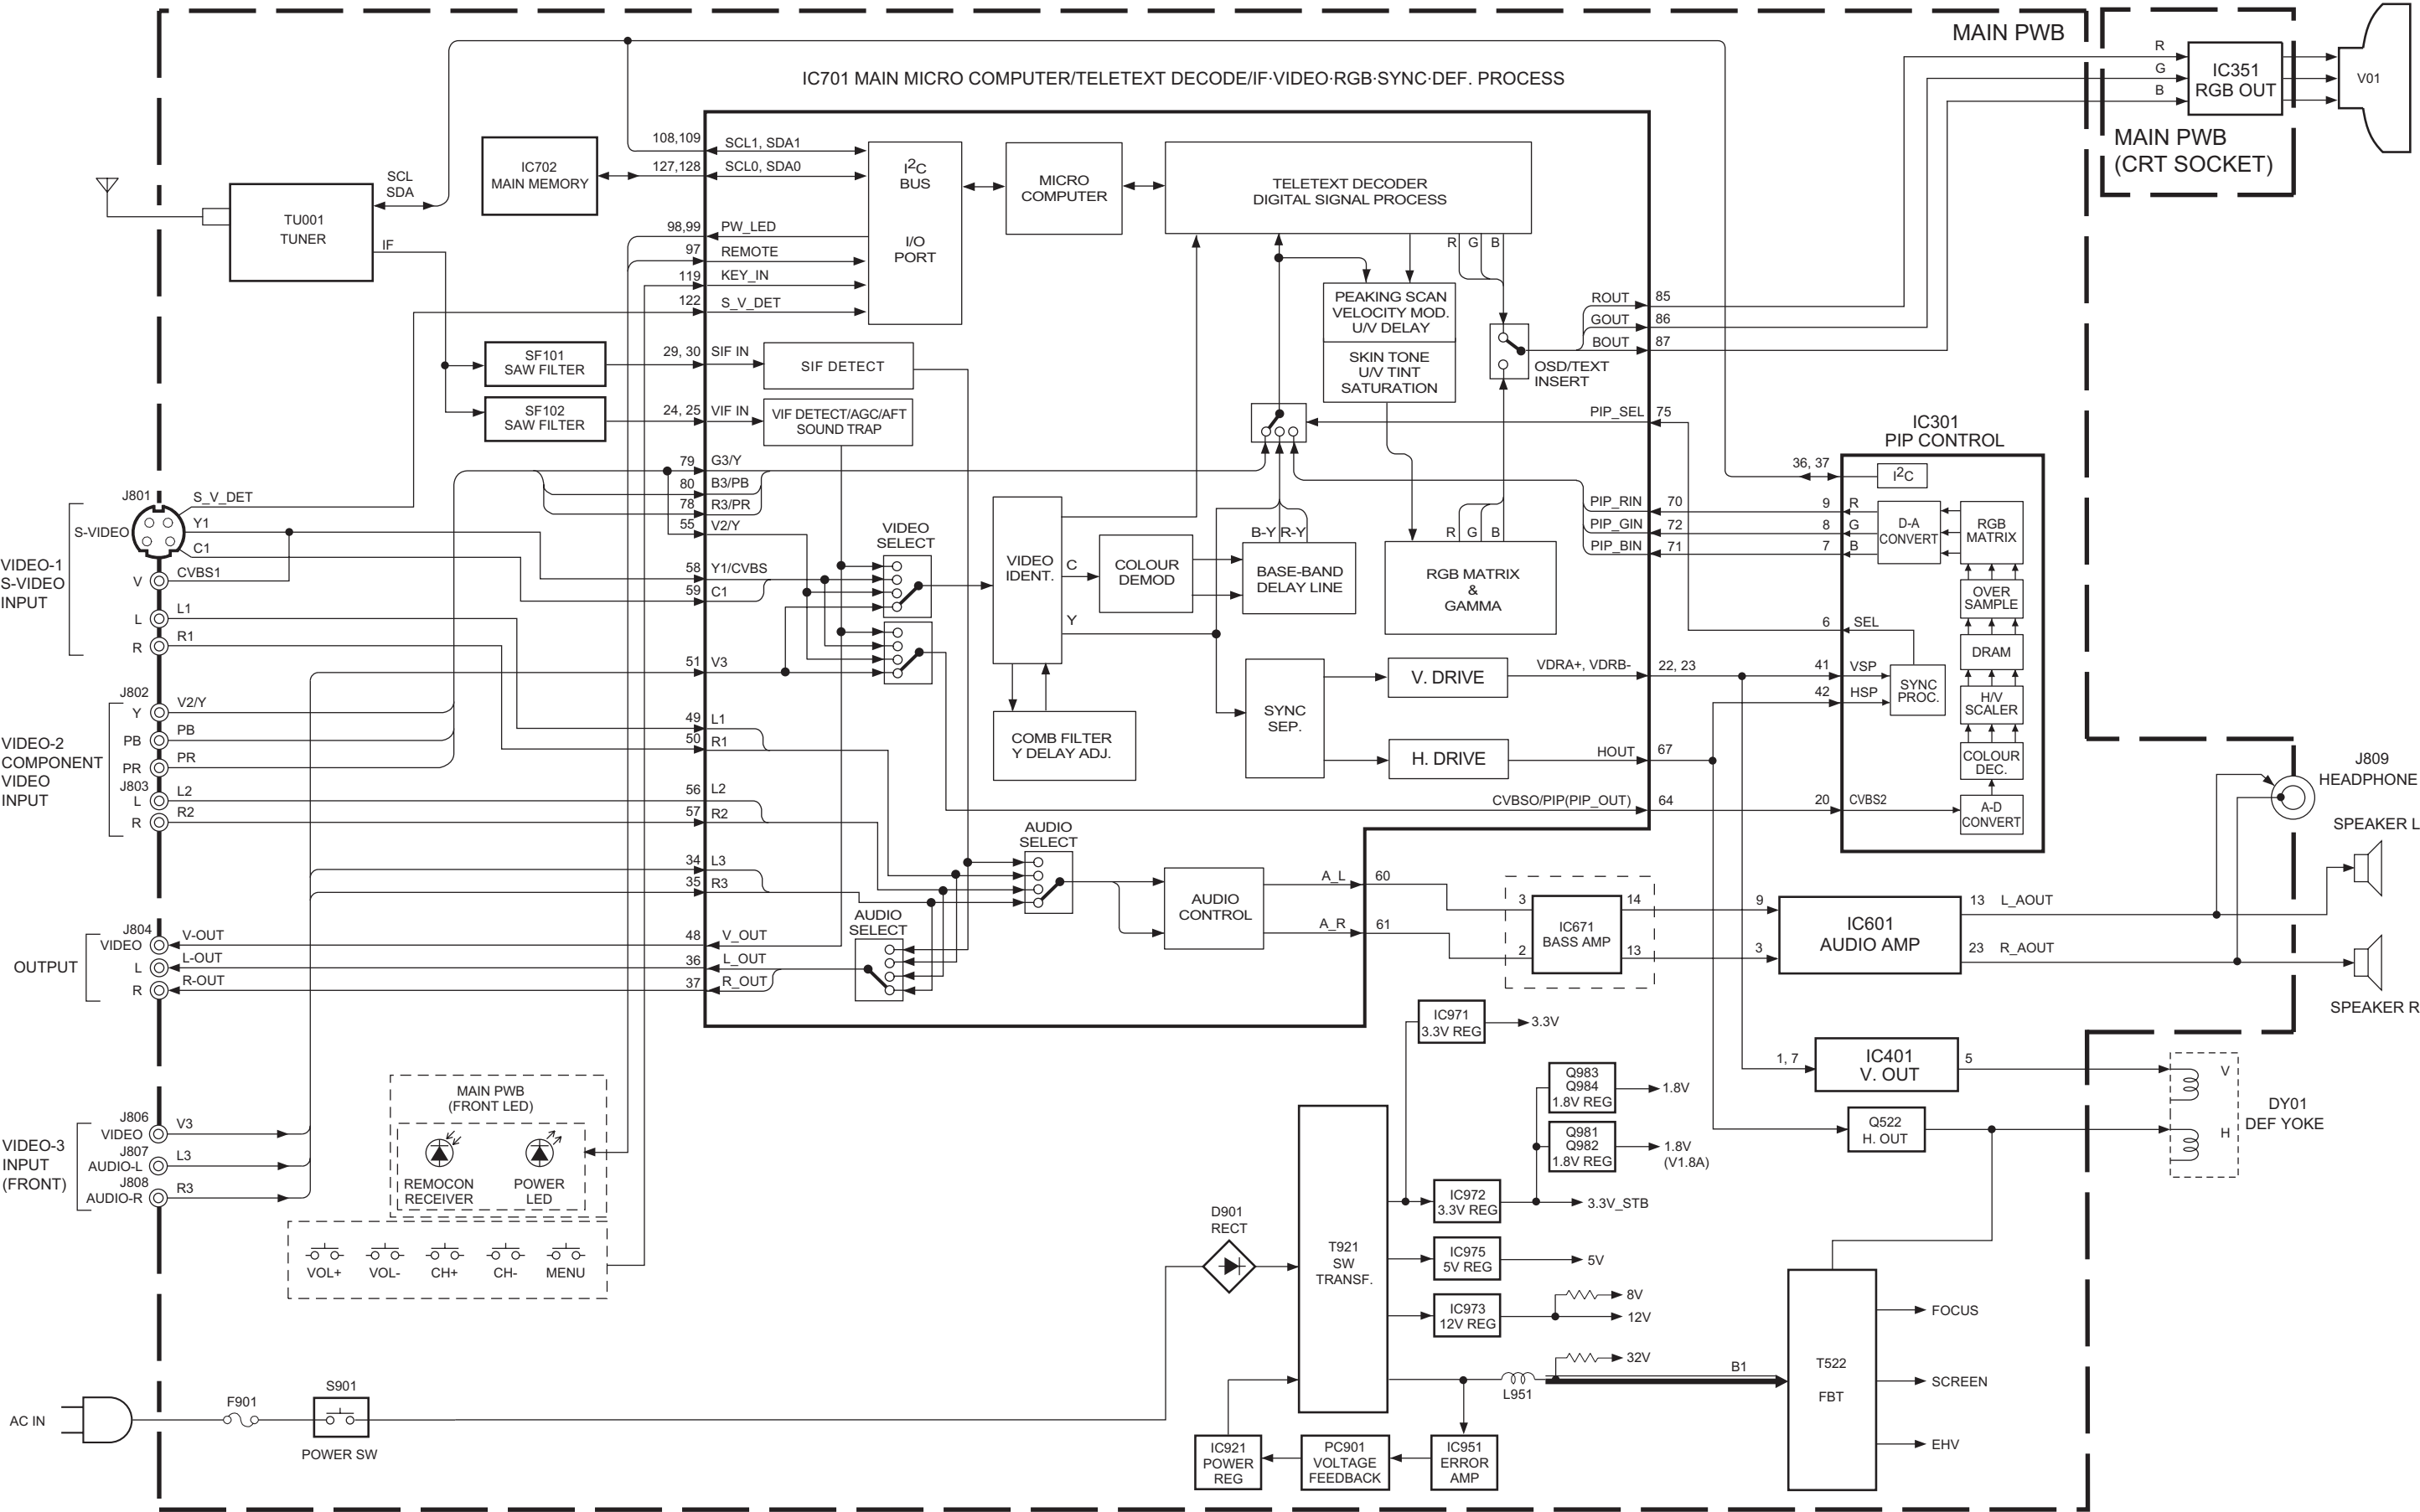 MAIN PWB
IC701 MAIN MICRO COMPUTER/TELETEXT DECODE/IF·VIDEO·RGB·SYNC·DEF. PROCESS
R
G
B
IC351
RGB OUT
V01
MAIN PWB
(CRT SOCKET)
TU001
TUNER
SCL
SDA
IF
IC702
MAIN MEMORY
108,109
SCL1, SDA1
127,128
SCL0, SDA0
98,99
PW_LED
97
REMOTE
119
KEY_IN
122
S_V_DET
I2C
BUS
I/O
PORT
MICRO
COMPUTER
TELETEXT DECODER
DIGITAL SIGNAL PROCESS
R
G
B
PEAKING SCAN
VELOCITY MOD.
U/V DELAY
SKIN TONE
U/V TINT
SATURATION
OSD/TEXT
INSERT
ROUT
85
GOUT
86
BOUT
87
SF101
SAW FILTER
29, 30
SIF IN
SIF DETECT
SF102
SAW FILTER
24, 25
VIF IN
VIF DETECT/AGC/AFT
SOUND TRAP
PIP_SEL
75
IC301
PIP CONTROL
79
G3/Y
80
B3/PB
78
R3/PR
55
V2/Y
58
Y1/CVBS
59
C1
VIDEO
SELECT
VIDEO
IDENT.
C
Y
COLOUR
DEMOD
B-Y
R-Y
BASE-BAND
DELAY LINE
R
G
B
RGB MATRIX
&
GAMMA
PIP_RIN
70
PIP_GIN
72
PIP_BIN
71
36, 37
I2C
9
R
8
G
7
B
D-A
CONVERT
RGB
MATRIX
OVER
SAMPLE
6
SEL
DRAM
41
VSP
42
HSP
SYNC
PROC.
H/V
SCALER
COLOUR
DEC.
20
CVBS2
A-D
CONVERT
J801
S-VIDEO
S_V_DET
Y1
C1
V
CVBS1
VIDEO-1
S-VIDEO
INPUT
L
L1
R
R1
51
V3
COMB FILTER
Y DELAY ADJ.
SYNC
SEP.
V. DRIVE
VDRA+, VDRB-
22, 23
H. DRIVE
HOUT
67
CVBSO/PIP(PIP_OUT)
64
J802
Y
V2/Y
PB
PB
PR
PR
J803
L
L2
R
R2
VIDEO-2
COMPONENT
VIDEO
INPUT
49
L1
50
R1
56
L2
57
R2
34
L3
35
R3
AUDIO
SELECT
AUDIO
SELECT
AUDIO
CONTROL
A_L
60
A_R
61
3
14
IC671
BASS AMP
2
13
9
3
IC601
AUDIO AMP
13
L_AOUT
23
R_AOUT
J809
HEADPHONE
SPEAKER L
SPEAKER R
J804
VIDEO
V-OUT
L
L-OUT
R
R-OUT
OUTPUT
48
V_OUT
36
L_OUT
37
R_OUT
IC971
3.3V REG
3.3V
1, 7
IC401
V. OUT
5
V
H
DY01
DEF YOKE
Q522
H. OUT
Q983
Q984
1.8V REG
1.8V
Q981
Q982
1.8V REG
1.8V
(V1.8A)
IC972
3.3V REG
3.3V_STB
IC975
5V REG
5V
IC973
12V REG
8V
12V
32V
MAIN PWB
(FRONT LED)
REMOCON
RECEIVER
POWER
LED
J806
VIDEO
V3
J807
AUDIO-L
L3
J808
AUDIO-R
R3
VIDEO-3
INPUT
(FRONT)
VOL+
VOL-
CH+
CH-
MENU
D901
RECT
T921
SW
TRANSF.
L951
B1
T522
FBT
FOCUS
SCREEN
EHV
AC IN
F901
S901
POWER SW
IC921
POWER
REG
PC901
VOLTAGE
FEEDBACK
IC951
ERROR
AMP